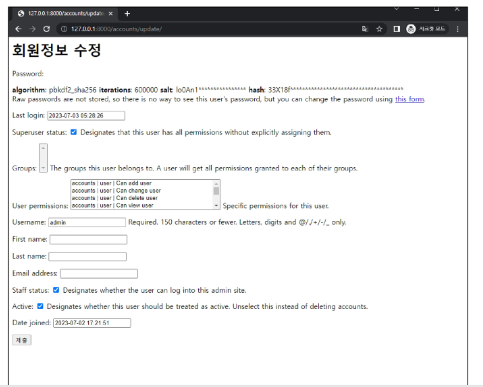 127.0.0.1:8000/accounts/update/
127.0.0.1:8000/accounts/update/
시크릿 모드
회원정보 수정
Password:
algorithm: pbkdf2_sha256 iterations: 600000 salt: lo0An1**************** hash: 33X18f**************************************
Raw passwords are not stored, so there is no way to see this user's password, but you can change the password using this form.
Last login: 2023-07-03 05:28:26
Superuser status: Designates that this user has all permissions without explicitly assigning them.
Groups: The groups this user belongs to. A user will get all permissions granted to each of their groups.
accounts | user | Can add user
accounts | user | Can change user
accounts | user | Can delete user
accounts | user | Can view user
User permissions: Specific permissions for this user.
Username: admin Required. 150 characters or fewer. Letters, digits and @/./+/-/_ only.
First name:
Last name:
Email address:
Staff status: Designates whether the user can log into this admin site.
Active: Designates whether this user should be treated as active. Unselect this instead of deleting accounts.
Date joined: 2023-07-02 17:21:51
제출